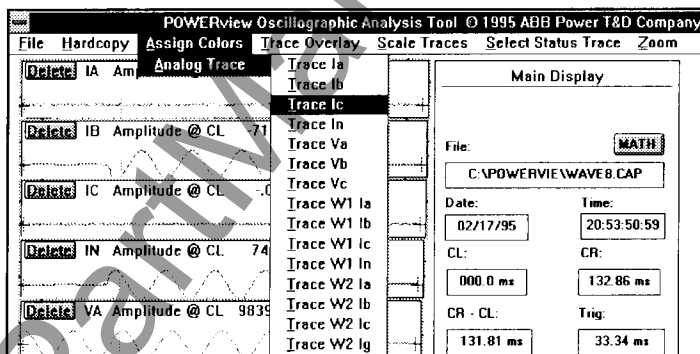 POWERview Oscillographic Analysis Tool © 1995 ABB Power T&D Company
File Hardcopy Assign Colors Trace Overlay Scale Traces Select Status Trace Zoom
Analog Trace
Trace Ia
Trace Ib
Trace Ic
Trace In
Trace Va
Trace Vb
Trace Vc
Trace W1 Ia
Trace W1 Ib
Trace W1 Ic
Trace W1 In
Trace W2 Ia
Trace W2 Ib
Trace W2 Ic
Trace W2 Ig
Delete IA Am
Delete IB Amplitude @ CL -71
Delete IC Amplitude @ CL -.0
Delete IN Amplitude @ CL 74
Delete VA Amplitude @ CL 9839
Main Display
File: MATH
C:\POWERVIE\WAVE8.CAP
Date: Time:
02/17/95 20:53:50:59
CL: CR:
000.0 ms 132.86 ms
CR - CL: Trig:
131.81 ms 33.34 ms